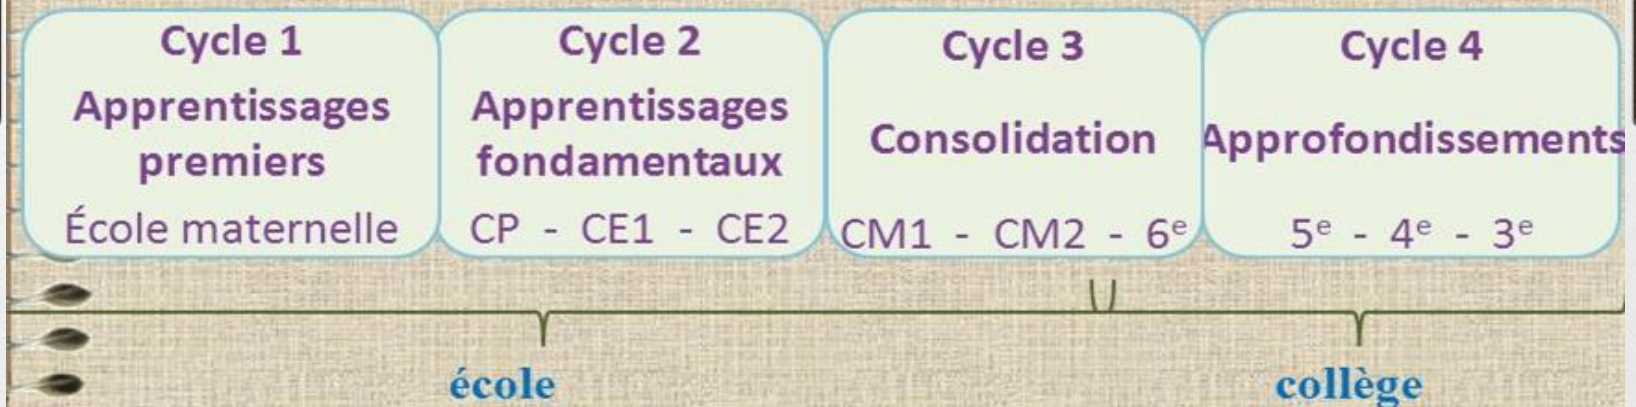 Cycle 1
Apprentissages
premiers
École maternelle
Cycle 2
Apprentissages
fondamentaux
CP - CE1 - CE2
Cycle 3
Consolidation
CM1 - CM2 - 6e
Cycle 4
Approfondissements
5e - 4e - 3e
école
collège